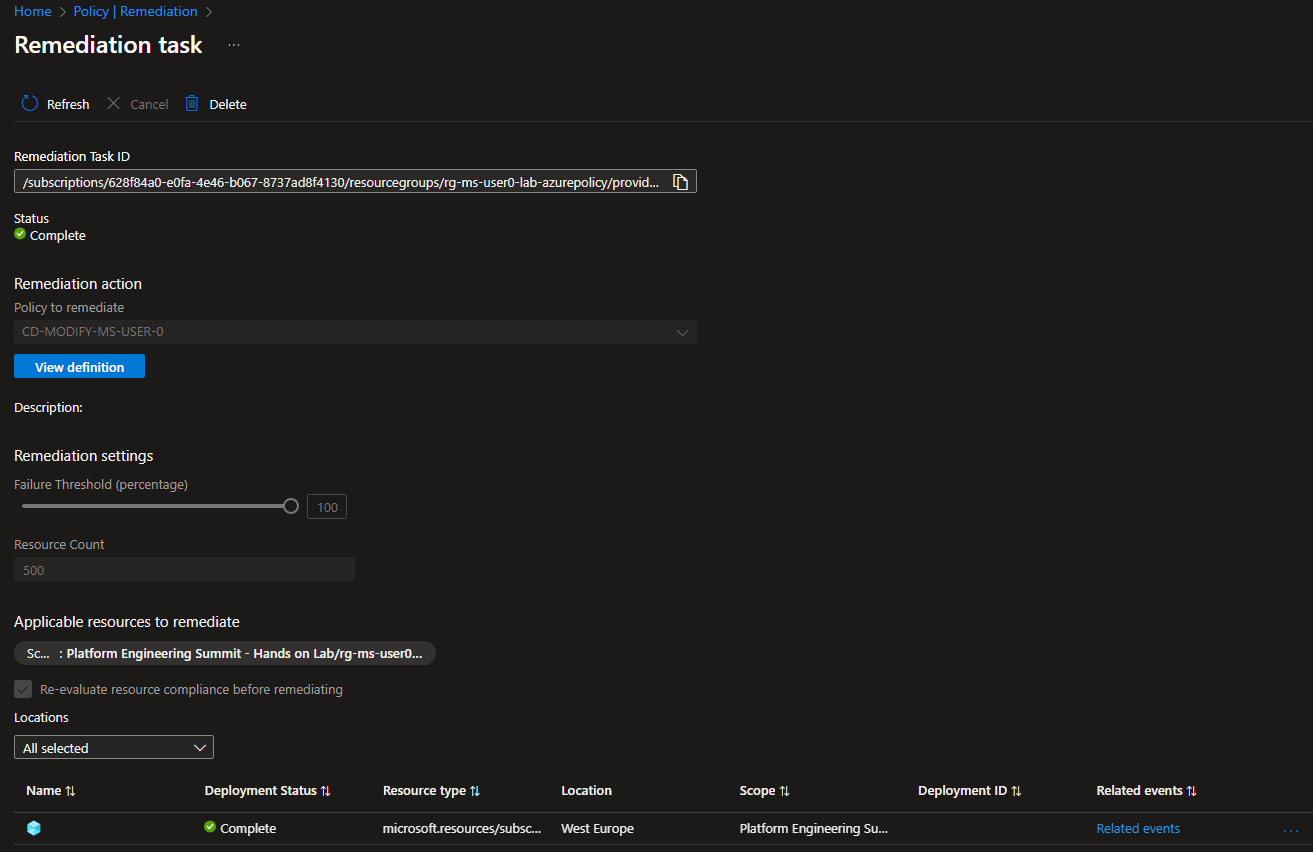 Home > Policy | Remediation >
Remediation task ...
Refresh Cancel Delete
Remediation Task ID
/subscriptions/628f84a0-e0fa-4e46-b067-8737ad8f4130/resourcegroups/rg-ms-user0-lab-azurepolicy/provid...
Status
Complete
Remediation action
Policy to remediate
CD-MODIFY-MS-USER-0
View definition
Description:
Remediation settings
Failure Threshold (percentage)
100
Resource Count
500
Applicable resources to remediate
Sc... : Platform Engineering Summit - Hands on Lab/rg-ms-user0...
Re-evaluate resource compliance before remediating
Locations
All selected
Name Deployment Status Resource type Location Scope Deployment ID Related events
Complete microsoft.resources/subsc... West Europe Platform Engineering Su... Related events ...